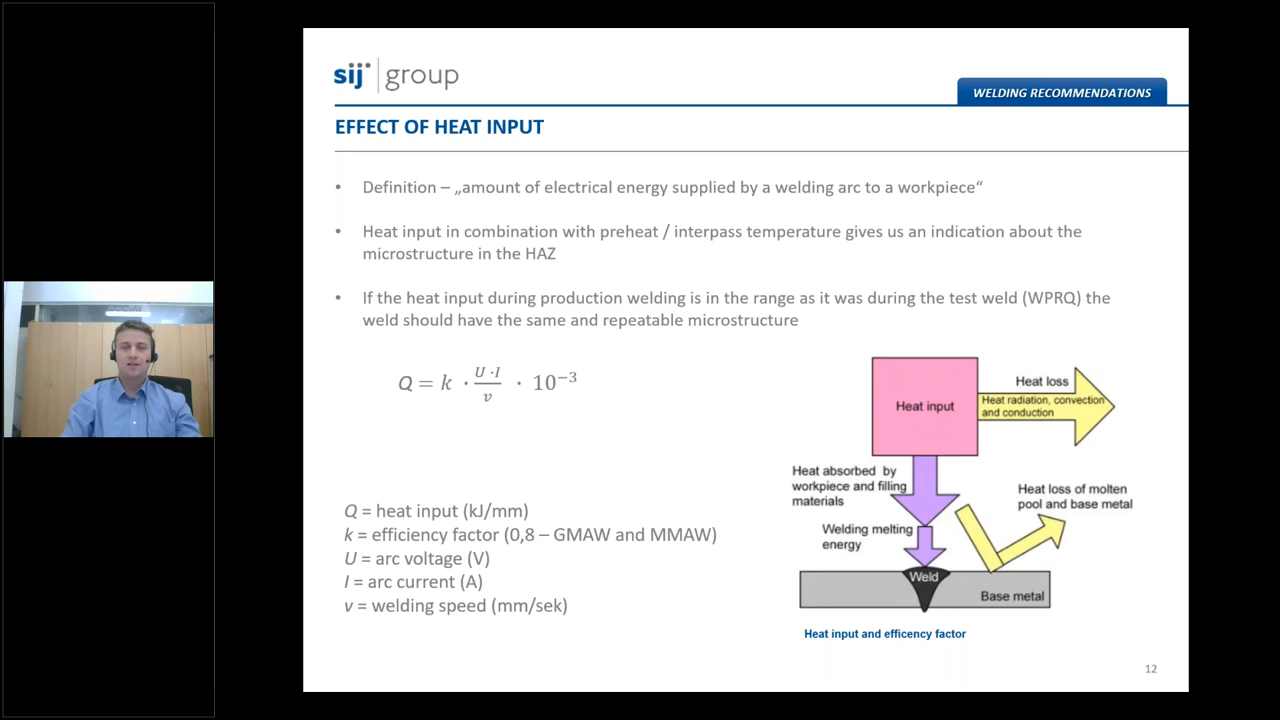 sij group
WELDING RECOMMENDATIONS
EFFECT OF HEAT INPUT
• Definition – „amount of electrical energy supplied by a welding arc to a workpiece“
• Heat input in combination with preheat / interpass temperature gives us an indication about the
microstructure in the HAZ
• If the heat input during production welding is in the range as it was during the test weld (WPRQ) the
weld should have the same and repeatable microstructure
Q = k · U·I / v · 10⁻³
Q = heat input (kJ/mm)
k = efficiency factor (0,8 – GMAW and MMAW)
U = arc voltage (V)
I = arc current (A)
v = welding speed (mm/sek)
Heat input
Heat loss
Heat radiation, convection
and conduction
Heat absorbed by
workpiece and filling
materials
Heat loss of molten
pool and base metal
Welding melting
energy
Weld
Base metal
Heat input and efficency factor
12